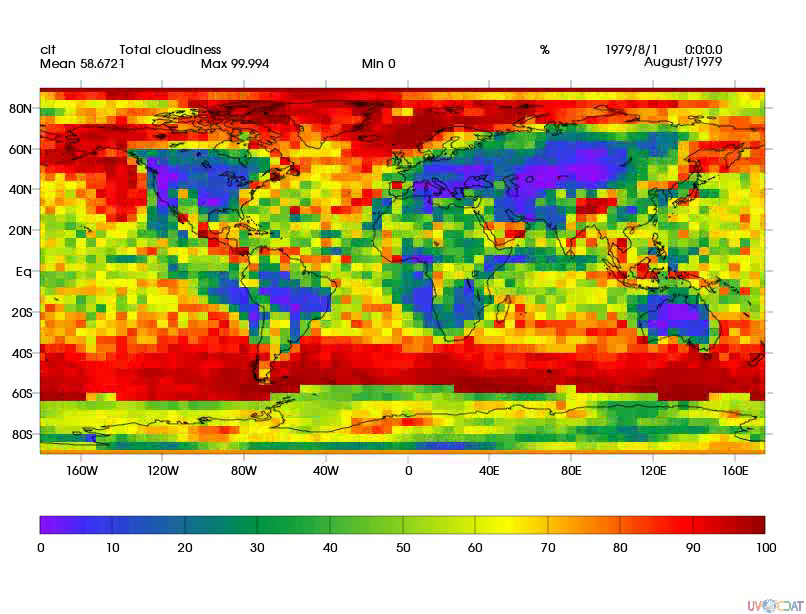 clt Total cloudiness % 1979/8/1 0:0:0.0
Mean 58.6721 Max 99.994 Min 0 August/1979
80N
60N
40N
20N
Eq
20S
40S
60S
80S
160W 120W 80W 40W 0 40E 80E 120E 160E
0 10 20 30 40 50 60 70 80 90 100
UV CDAT